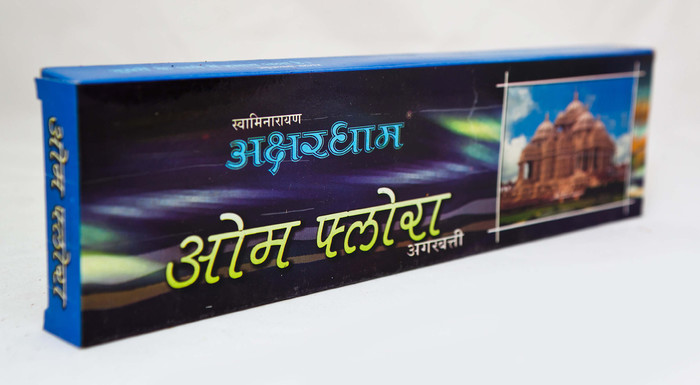 स्वामिनारायण
अक्षरधाम
ओम फ्लोरा
अगरबत्ती
ओम फ्लोरा